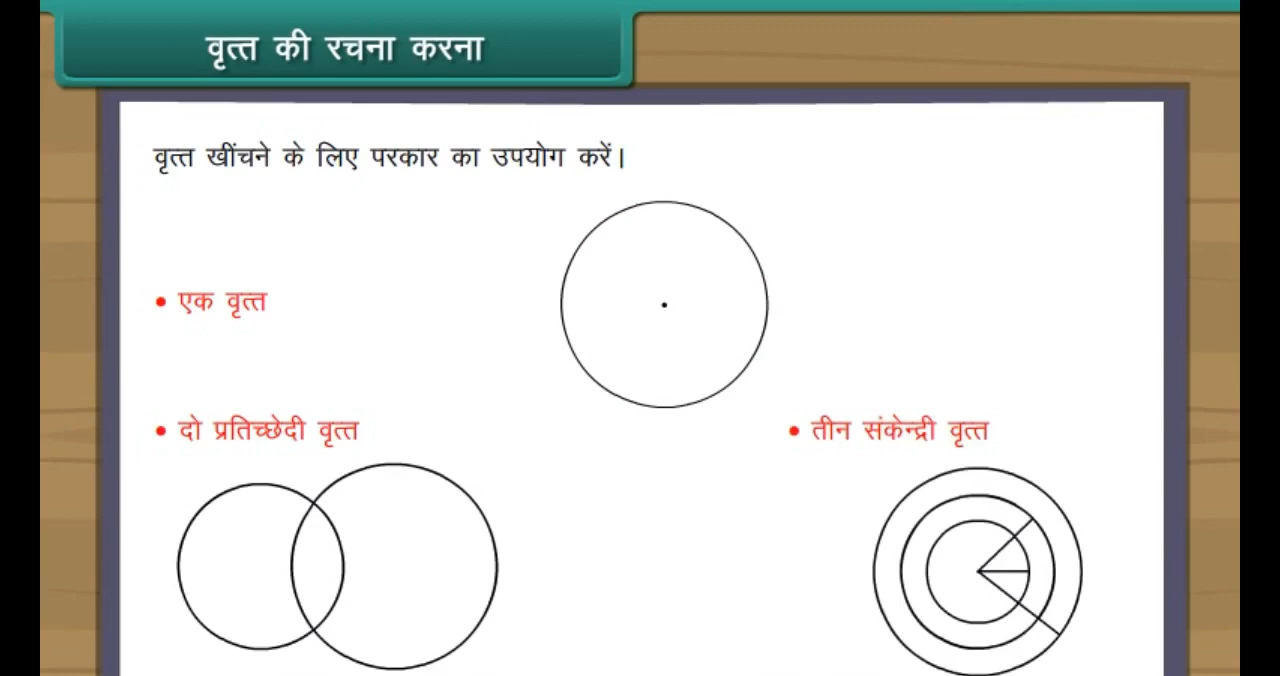 वृत्त की रचना करना
वृत्त खींचने के लिए परकार का उपयोग करें।
• एक वृत्त
• दो प्रतिच्छेदी वृत्त
• तीन संकेन्द्री वृत्त